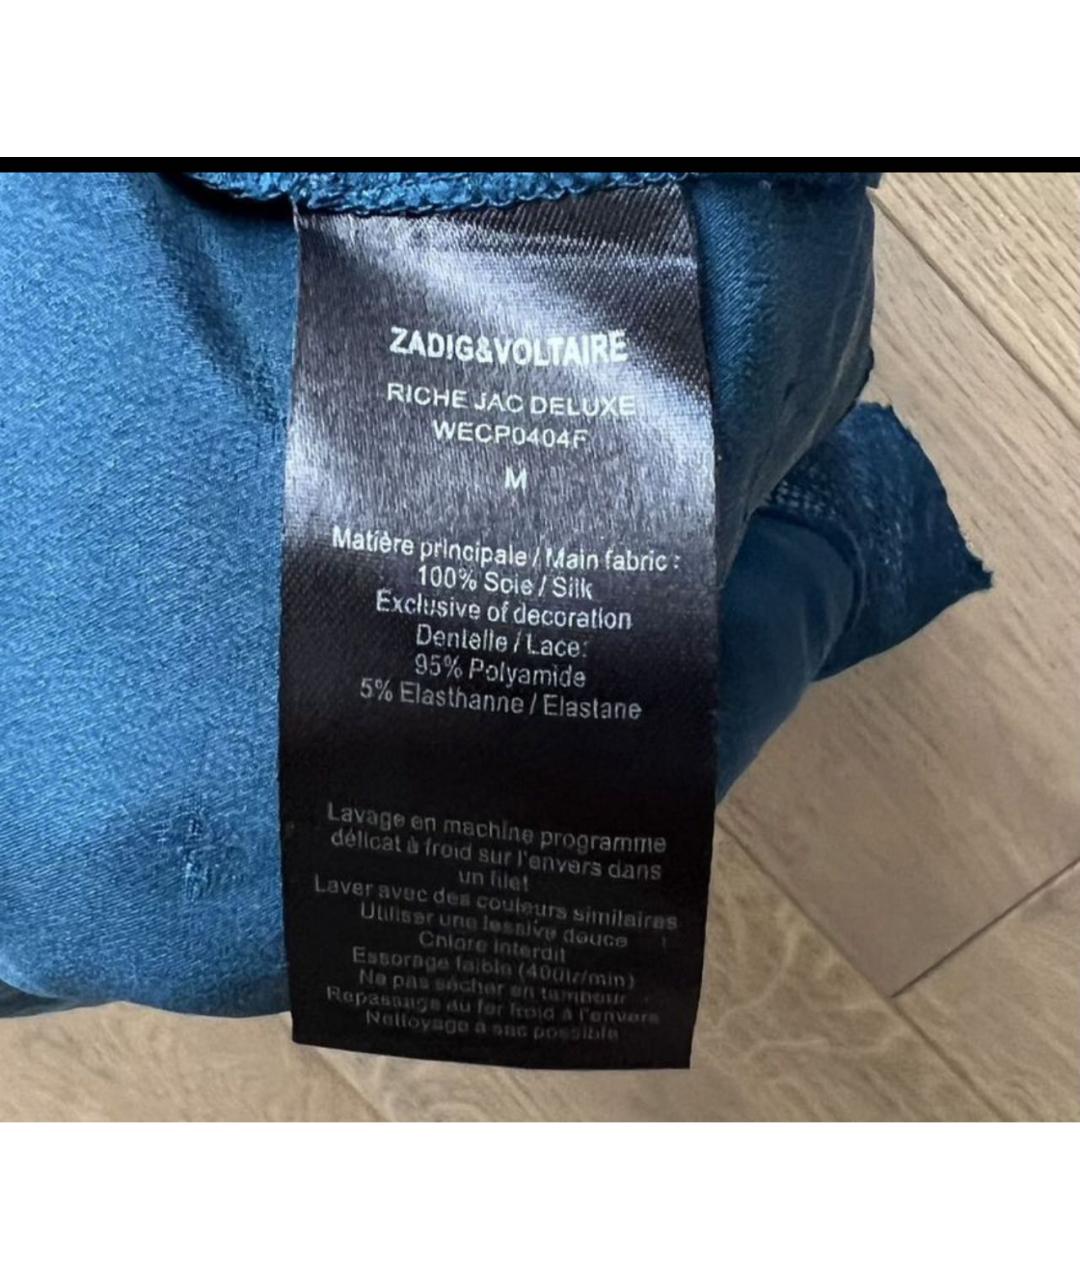 ZADIG&VOLTAIRE
RICHE JAC DELUXE
WECP0404F
M
Matière principale / Main fabric :
100% Soie / Silk
Exclusive of decoration
Dentelle / Lace:
95% Polyamide
5% Elasthanne / Elastane
Lavage en machine programme
délicat à froid sur l'envers dans
un filet
Laver avec des couleurs similaires
Utiliser une lessive douce
Chlore interdit
Essorage faible (400tr/min)
Ne pas sécher en tambour
Repassage au fer froid à l'envers
Nettoyage à sec possible